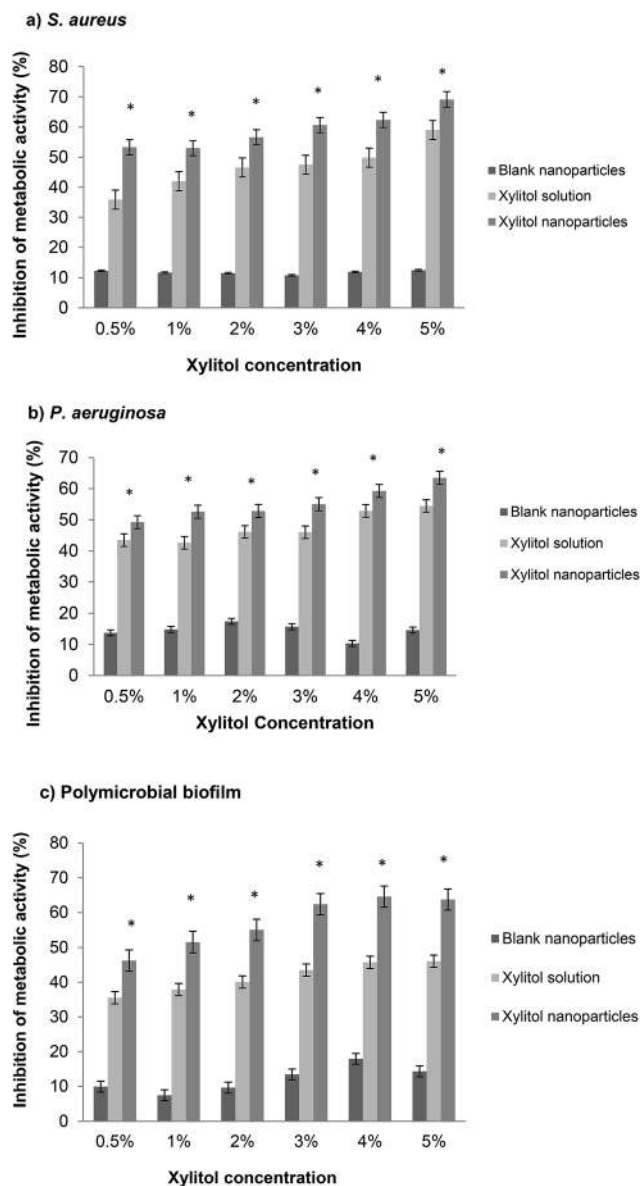 a) S. aureus
Inhibition of metabolic activity (%)
80
70
60
50
40
30
20
10
0
* * * * * *
0.5% 1% 2% 3% 4% 5%
Xylitol concentration
Blank nanoparticles
Xylitol solution
Xylitol nanoparticles
b) P. aeruginosa
Inhibition of metabolic activity (%)
70
60
50
40
30
20
10
0
* * * * * *
0.5% 1% 2% 3% 4% 5%
Xylitol Concentration
Blank nanoparticles
Xylitol solution
Xylitol nanoparticles
c) Polymicrobial biofilm
Inhibition of metabolic activity (%)
80
70
60
50
40
30
20
10
0
* * * * * *
0.5% 1% 2% 3% 4% 5%
Xylitol concentration
Blank nanoparticles
Xylitol solution
Xylitol nanoparticles